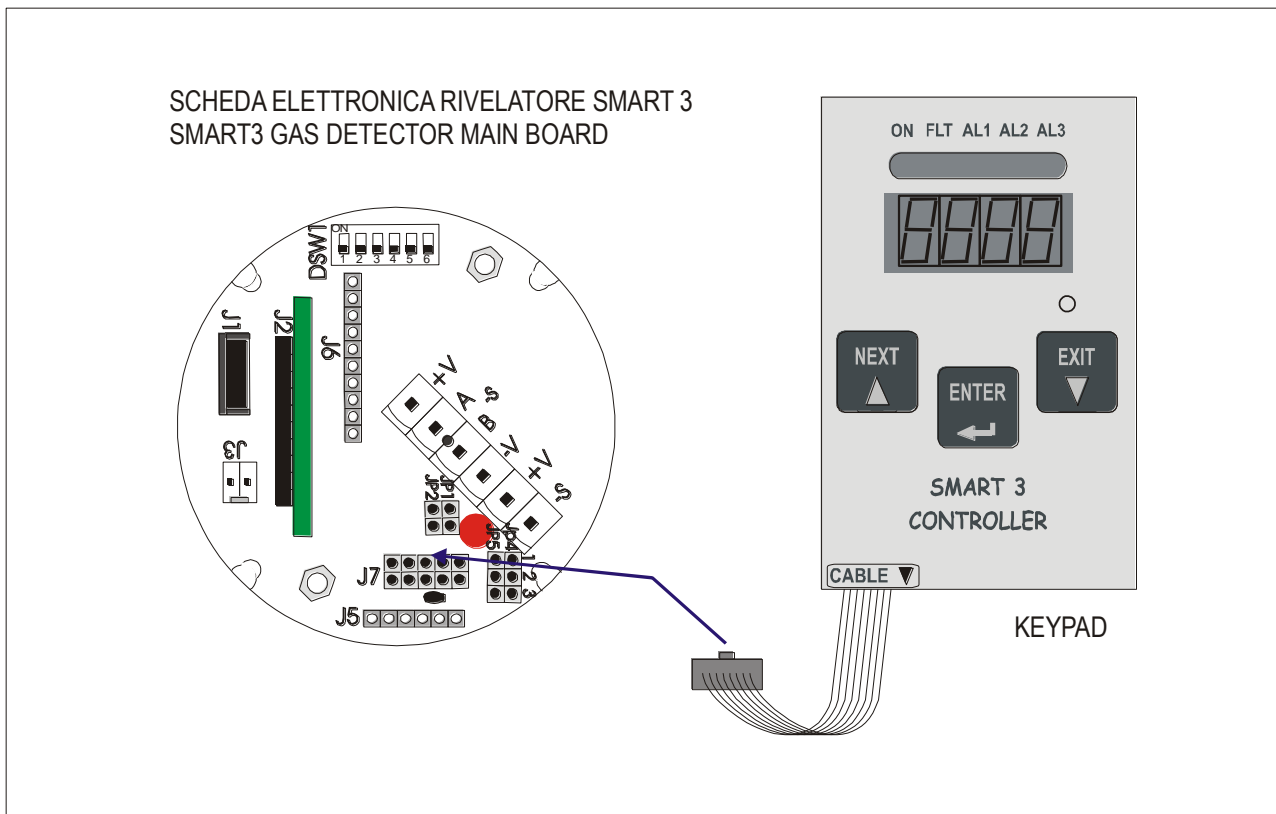 SCHEDA ELETTRONICA RIVELATORE SMART 3
SMART3 GAS DETECTOR MAIN BOARD
ON
DSW1
1 2 3 4 5 6
J1
J2
J6
J3
+V
S-
A
B
V-
+V
S-
JP2
JP1
JP5
JP4
1
2
3
J7
J5
ON FLT AL1 AL2 AL3
NEXT
EXIT
ENTER
SMART 3
CONTROLLER
CABLE
KEYPAD